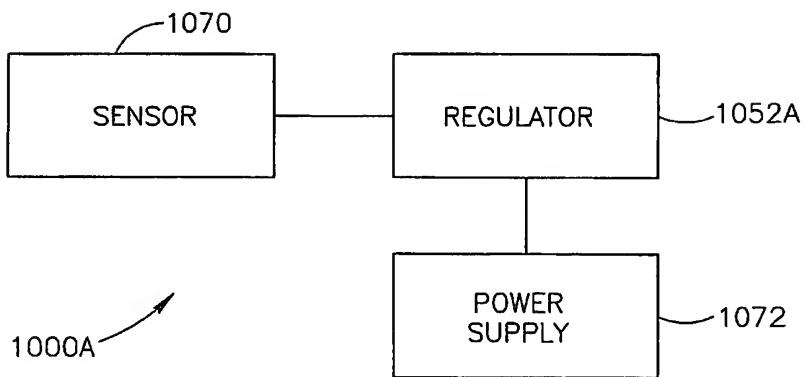 1070
SENSOR
REGULATOR
1052A
POWER
SUPPLY
1072
1000A